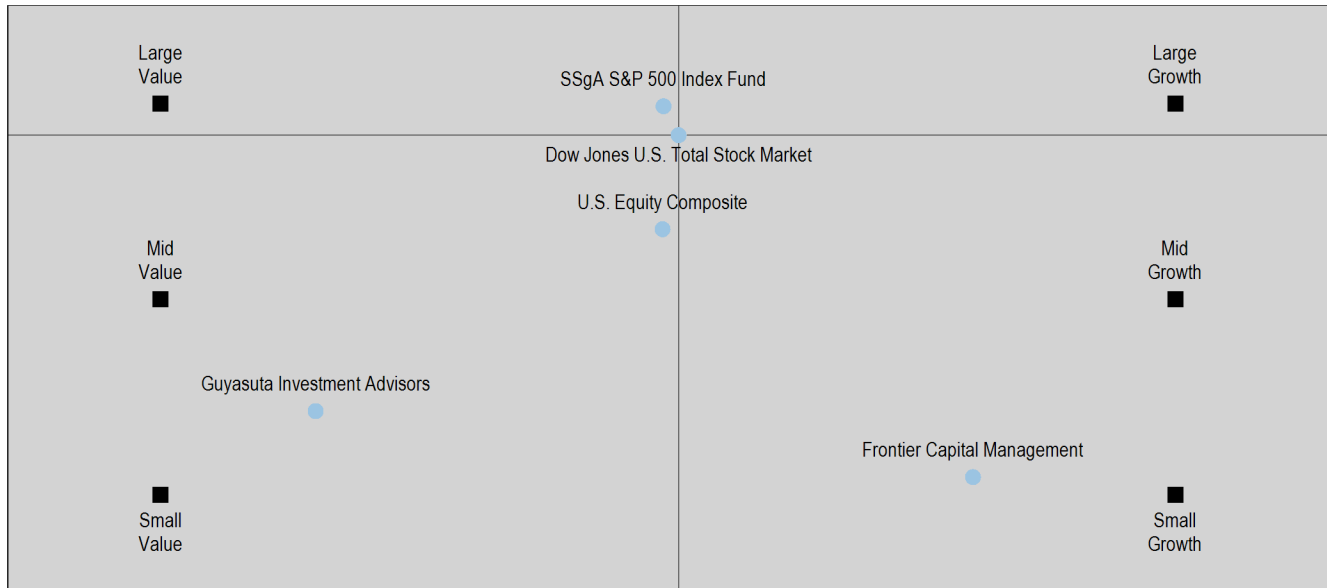 Large
Value
SSgA S&P 500 Index Fund
Large
Growth
Dow Jones U.S. Total Stock Market
U.S. Equity Composite
Mid
Value
Mid
Growth
Guyasuta Investment Advisors
Frontier Capital Management
Small
Value
Small
Growth